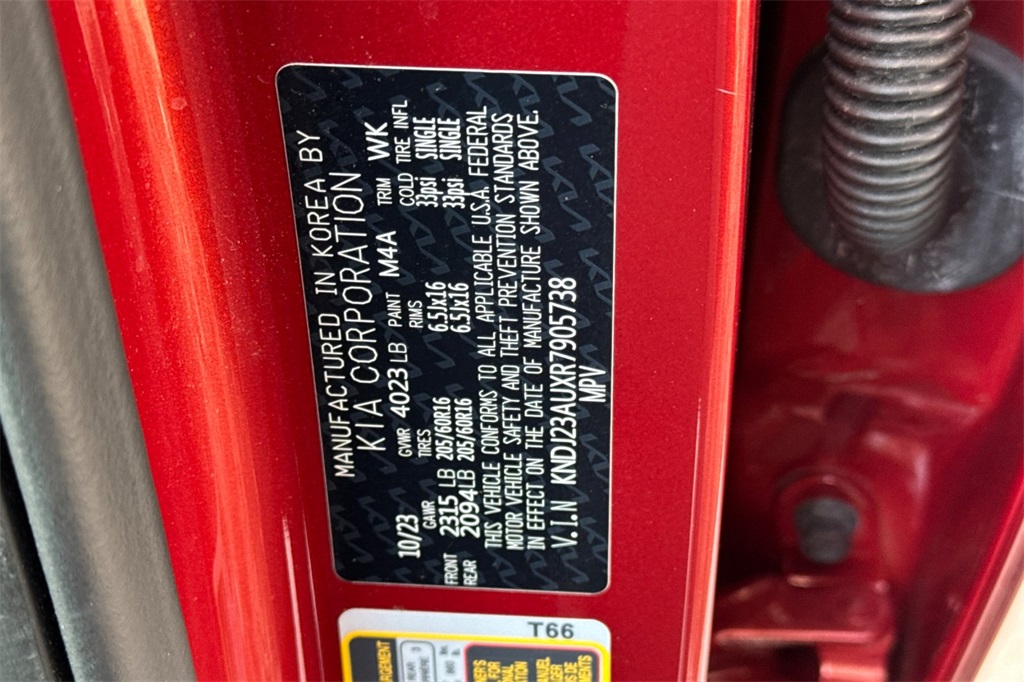 MANUFACTURED IN KOREA BY
KIA CORPORATION
10/23 GVWR 4023 LB PAINT M4A TRIM WK
GAWR TIRES RIMS COLD TIRE INFL
FRONT 2315 LB 205/60R16 6.5Jx16 33psi SINGLE
REAR 2094 LB 205/60R16 6.5Jx16 33psi SINGLE
THIS VEHICLE CONFORMS TO ALL APPLICABLE U.S.A. FEDERAL
MOTOR VEHICLE SAFETY AND THEFT PREVENTION STANDARDS
IN EFFECT ON THE DATE OF MANUFACTURE SHOWN ABOVE.
V.I.N KNDJ23AUXR7905738
MPV
T66
REAR